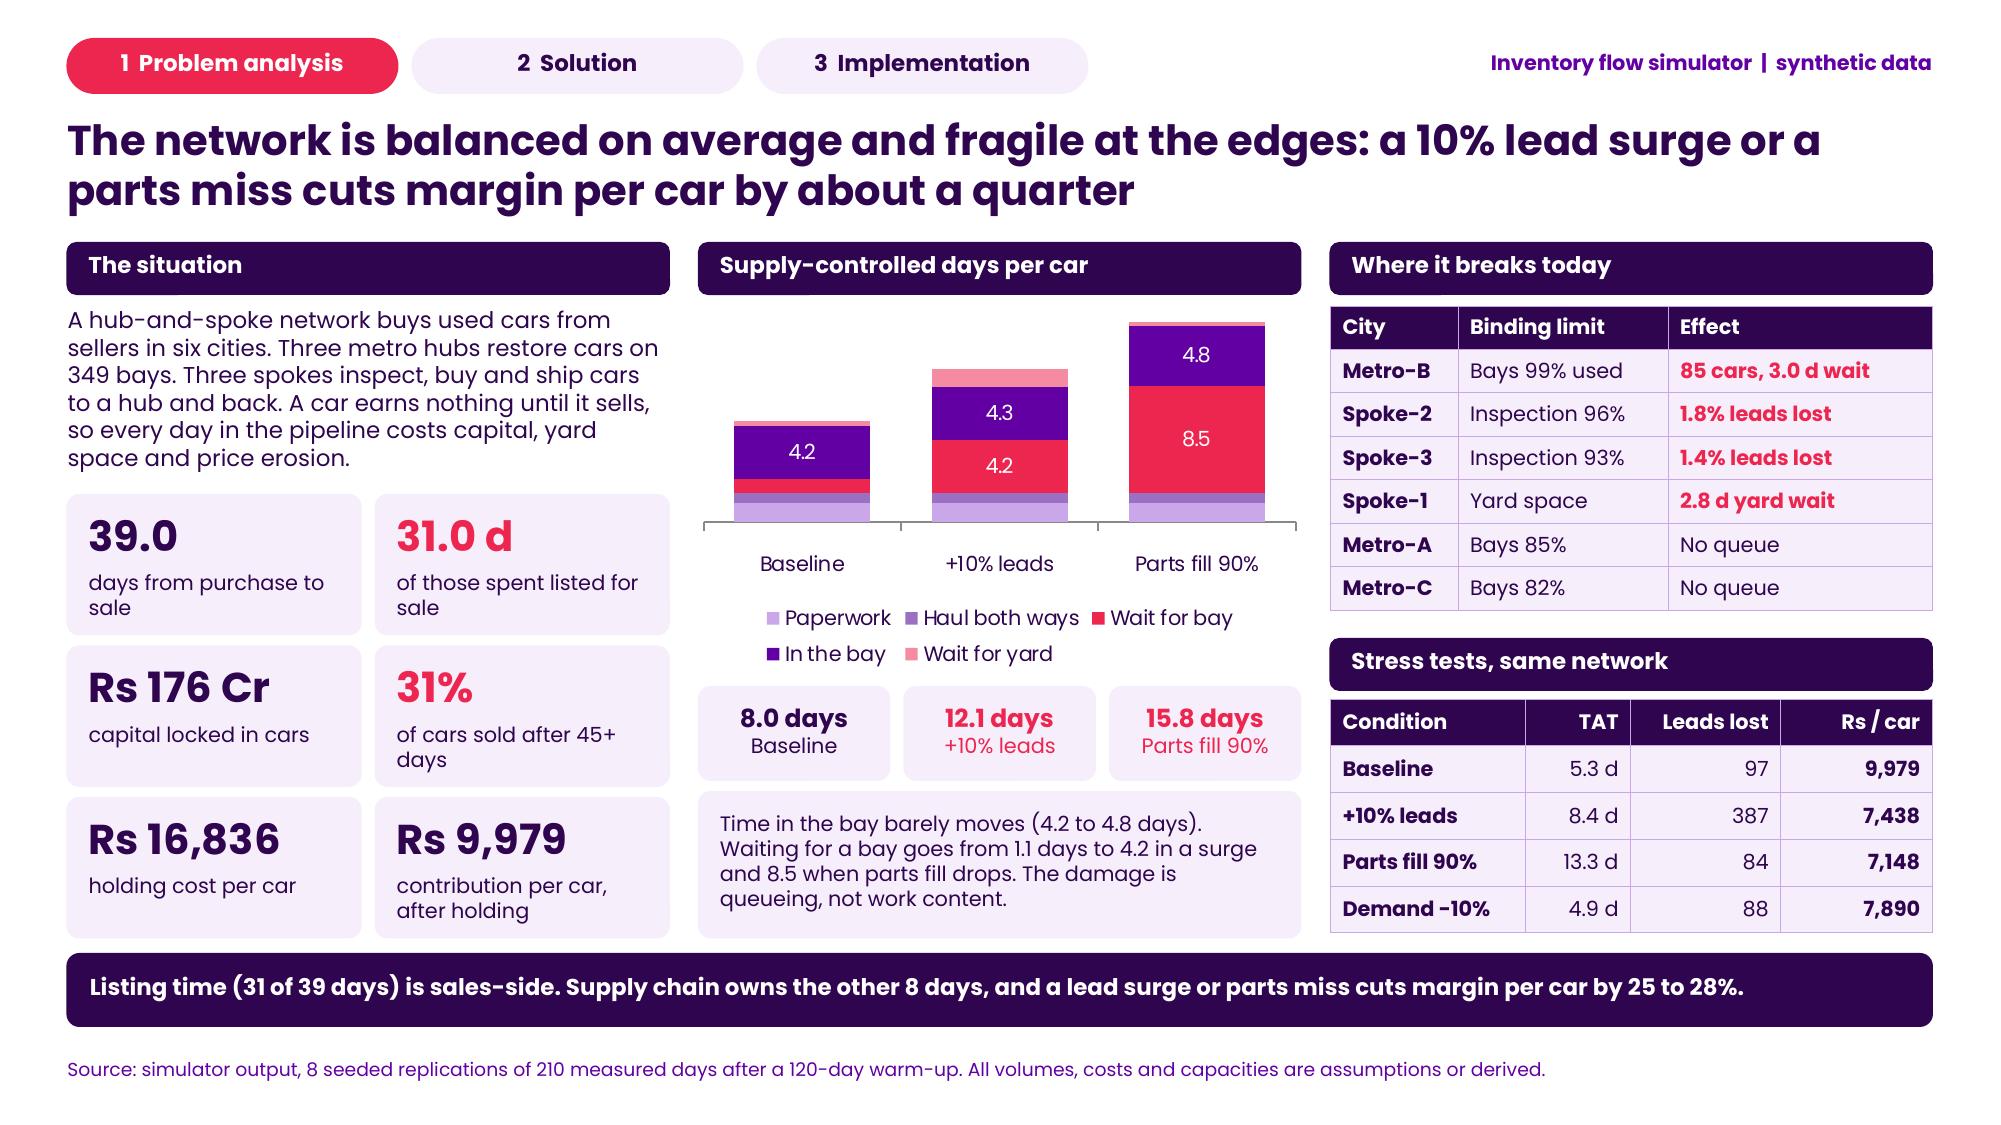 1 Problem analysis
2 Solution
3 Implementation
Inventory flow simulator | synthetic data
The network is balanced on average and fragile at the edges: a 10% lead surge or a
parts miss cuts margin per car by about a quarter
The situation
A hub-and-spoke network buys used cars from
sellers in six cities. Three metro hubs restore cars on
349 bays. Three spokes inspect, buy and ship cars
to a hub and back. A car earns nothing until it sells,
so every day in the pipeline costs capital, yard
space and price erosion.
39.0
days from purchase to
sale
31.0 d
of those spent listed for
sale
Rs 176 Cr
capital locked in cars
31%
of cars sold after 45+
days
Rs 16,836
holding cost per car
Rs 9,979
contribution per car,
after holding
Supply-controlled days per car
4.2
4.3
4.2
4.8
8.5
Baseline
+10% leads
Parts fill 90%
Paperwork
Haul both ways
Wait for bay
In the bay
Wait for yard
8.0 days
Baseline
12.1 days
+10% leads
15.8 days
Parts fill 90%
Time in the bay barely moves (4.2 to 4.8 days).
Waiting for a bay goes from 1.1 days to 4.2 in a surge
and 8.5 when parts fill drops. The damage is
queueing, not work content.
Where it breaks today
City Binding limit Effect
Metro-B Bays 99% used 85 cars, 3.0 d wait
Spoke-2 Inspection 96% 1.8% leads lost
Spoke-3 Inspection 93% 1.4% leads lost
Spoke-1 Yard space 2.8 d yard wait
Metro-A Bays 85% No queue
Metro-C Bays 82% No queue
Stress tests, same network
Condition TAT Leads lost Rs / car
Baseline 5.3 d 97 9,979
+10% leads 8.4 d 387 7,438
Parts fill 90% 13.3 d 84 7,148
Demand -10% 4.9 d 88 7,890
Listing time (31 of 39 days) is sales-side. Supply chain owns the other 8 days, and a lead surge or parts miss cuts margin per car by 25 to 28%.
Source: simulator output, 8 seeded replications of 210 measured days after a 120-day warm-up. All volumes, costs and capacities are assumptions or derived.